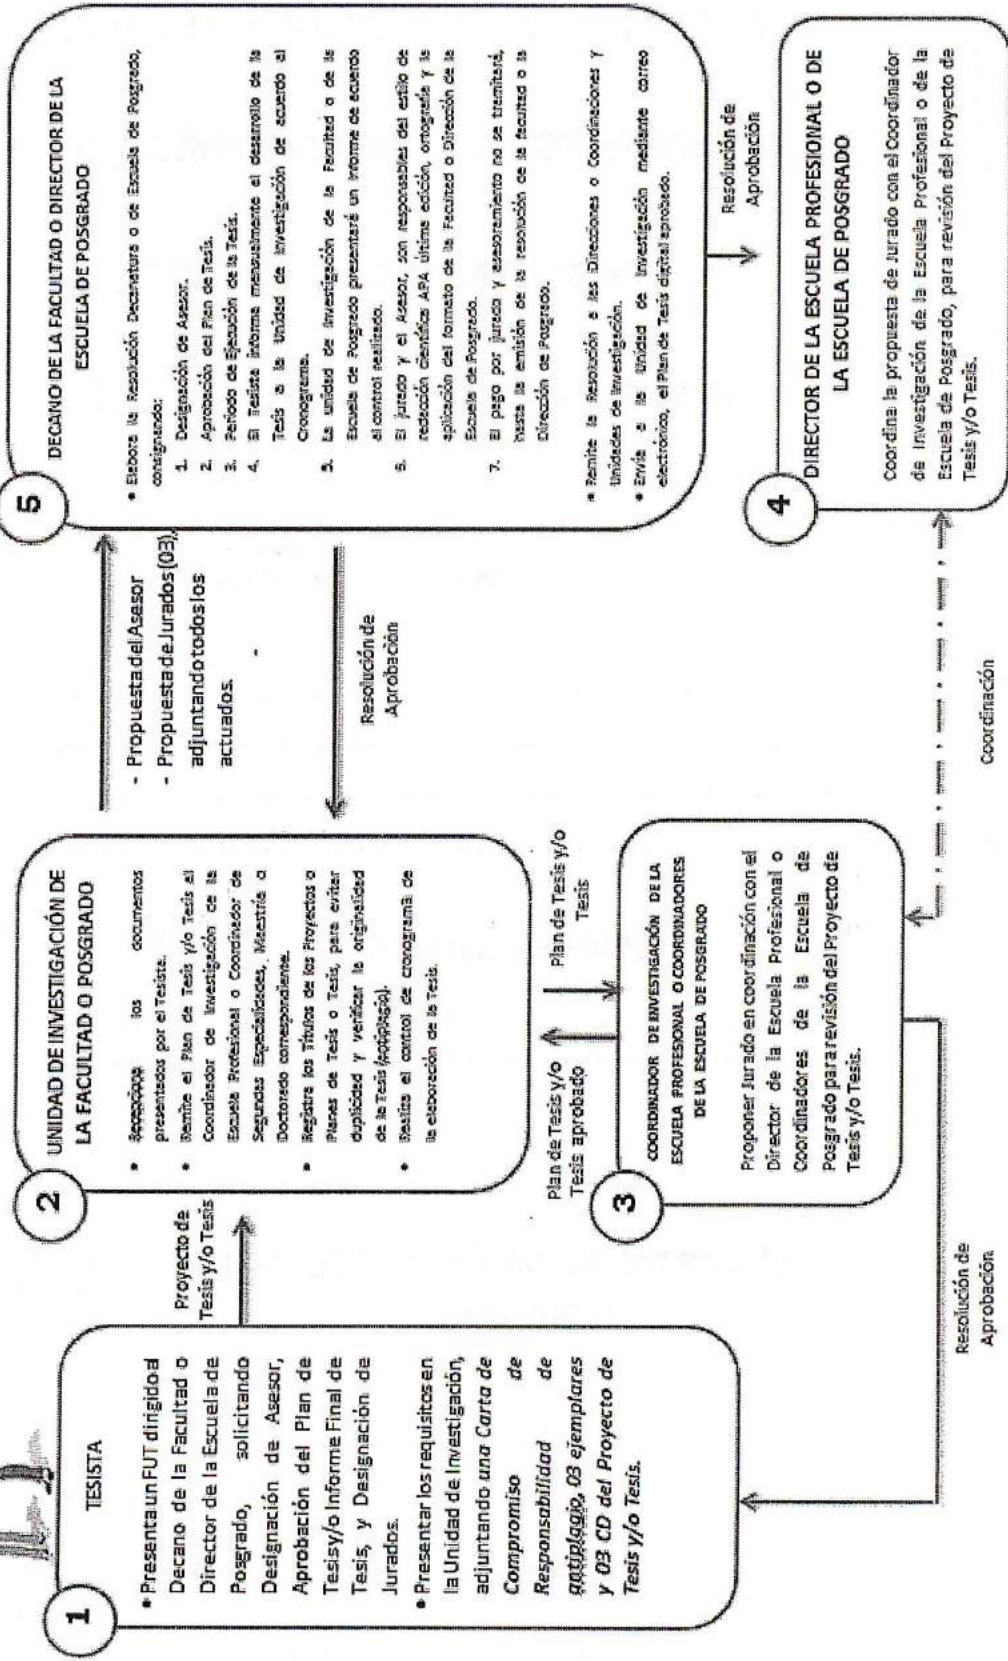 1
TESISTA
• Presenta un FUT dirigido al
Decano de la Facultad o
Director de la Escuela de
Posgrado, solicitando
Designación de Asesor,
Aprobación del Plan de
Tesis y/o Informe Final de
Tesis, y Designación de
Jurados.
• Presentar los requisitos en
la Unidad de Investigación,
adjuntando una Carta de
Compromiso de
Responsabilidad de
antiplagio, 03 ejemplares
y 03 CD del Proyecto de
Tesis y/o Tesis.
Proyecto de
Tesis y/o Tesis
2
UNIDAD DE INVESTIGACIÓN DE
LA FACULTAD O POSGRADO
• Recepciona los documentos
presentados por el Tesista.
• Remite el Plan de Tesis y/o Tesis al
Coordinador de Investigación de la
Escuela Profesional o Coordinador de
Segundas Especialidades, Maestría o
Doctorado correspondiente.
• Registra los Títulos de los Proyectos o
Planes de Tesis o Tesis, para evitar
duplicidad y verificar la originalidad
de la Tesis (antiplagio).
• Realiza el control de cronograma de
la elaboración de la Tesis.
- Propuesta del Asesor
- Propuesta de Jurados (03),
adjuntando todos los
actuados.
-
Resolución de
Aprobación
Plan de Tesis y/o
Tesis aprobado
Plan de Tesis y/o
Tesis
3
COORDINADOR DE INVESTIGACIÓN DE LA
ESCUELA PROFESIONAL O COORDINADORES
DE LA ESCUELA DE POSGRADO
Proponer Jurado en coordinación con el
Director de la Escuela Profesional o
Coordinadores de la Escuela de
Posgrado para revisión del Proyecto de
Tesis y/o Tesis.
Resolución de
Aprobación
Coordinación
4
DIRECTOR DE LA ESCUELA PROFESIONAL O DE
LA ESCUELA DE POSGRADO
Coordina la propuesta de Jurado con el Coordinador
de Investigación de la Escuela Profesional o de la
Escuela de Posgrado, para revisión del Proyecto de
Tesis y/o Tesis.
Resolución de
Aprobación
5
DECANO DE LA FACULTAD O DIRECTOR DE LA
ESCUELA DE POSGRADO
• Elabora la Resolución Decanatura o de Escuela de Posgrado,
consignando:
1. Designación de Asesor.
2. Aprobación del Plan de Tesis.
3. Período de Ejecución de la Tesis.
4. El Tesista informa mensualmente el desarrollo de la
Tesis a la Unidad de Investigación de acuerdo al
Cronograma.
5. La unidad de Investigación de la Facultad o de la
Escuela de Posgrado presentará un informe de acuerdo
al control realizado.
6. El jurado y el Asesor, son responsables del estilo de
redacción científica APA última edición, ortografía y la
aplicación del formato de la Facultad o Dirección de la
Escuela de Posgrado.
7. El pago por jurado y asesoramiento no se tramitará,
hasta la emisión de la resolución de la facultad o la
Dirección de Posgrado.
• Remite la Resolución a las Direcciones o Coordinaciones y
Unidades de Investigación.
• Envía a la Unidad de Investigación mediante correo
electrónico, el Plan de Tesis digital aprobado.